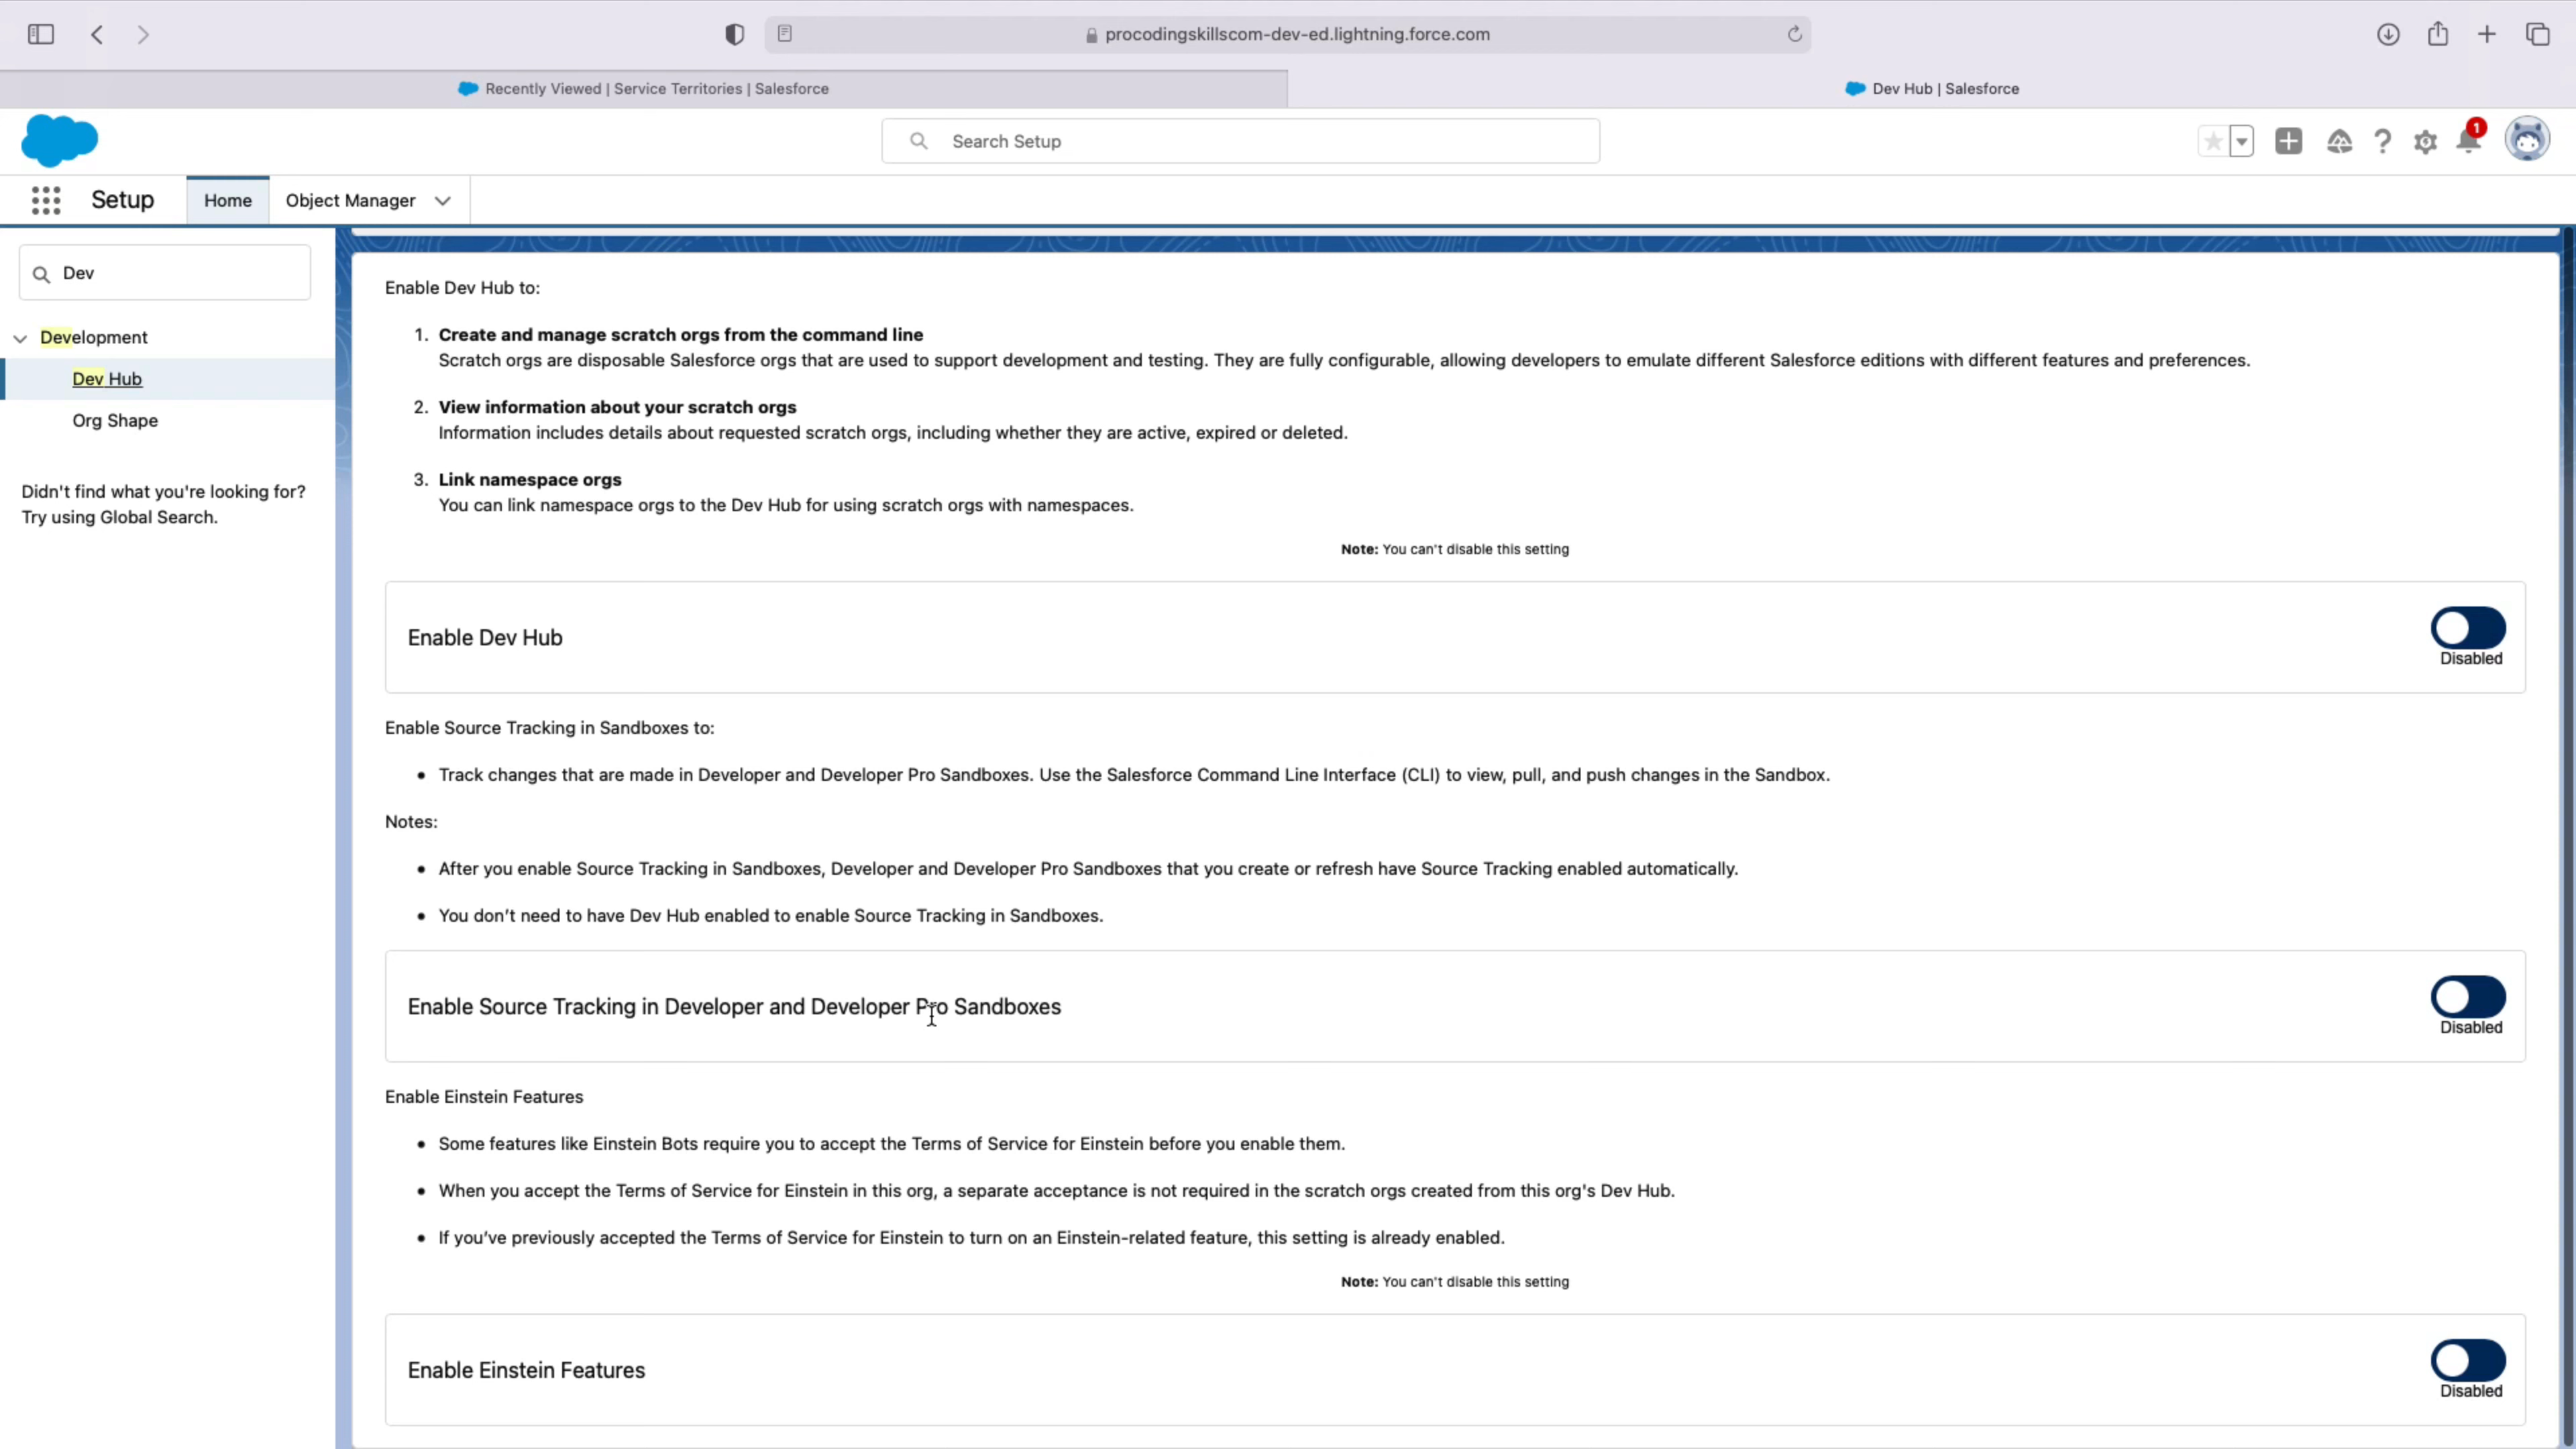 procodingskillscom-dev-ed.lightning.force.com
Recently Viewed | Service Territories | Salesforce
Dev Hub | Salesforce
Search Setup
1
Setup
Home
Object Manager
Dev
Development
Dev Hub
Org Shape
Didn't find what you're looking for?
Try using Global Search.
Enable Dev Hub to:
1. Create and manage scratch orgs from the command line
Scratch orgs are disposable Salesforce orgs that are used to support development and testing. They are fully configurable, allowing developers to emulate different Salesforce editions with different features and preferences.
2. View information about your scratch orgs
Information includes details about requested scratch orgs, including whether they are active, expired or deleted.
3. Link namespace orgs
You can link namespace orgs to the Dev Hub for using scratch orgs with namespaces.
Note: You can't disable this setting
Enable Dev Hub
Disabled
Enable Source Tracking in Sandboxes to:
• Track changes that are made in Developer and Developer Pro Sandboxes. Use the Salesforce Command Line Interface (CLI) to view, pull, and push changes in the Sandbox.
Notes:
• After you enable Source Tracking in Sandboxes, Developer and Developer Pro Sandboxes that you create or refresh have Source Tracking enabled automatically.
• You don't need to have Dev Hub enabled to enable Source Tracking in Sandboxes.
Enable Source Tracking in Developer and Developer Pro Sandboxes
Disabled
Enable Einstein Features
• Some features like Einstein Bots require you to accept the Terms of Service for Einstein before you enable them.
• When you accept the Terms of Service for Einstein in this org, a separate acceptance is not required in the scratch orgs created from this org's Dev Hub.
• If you've previously accepted the Terms of Service for Einstein to turn on an Einstein-related feature, this setting is already enabled.
Note: You can't disable this setting
Enable Einstein Features
Disabled